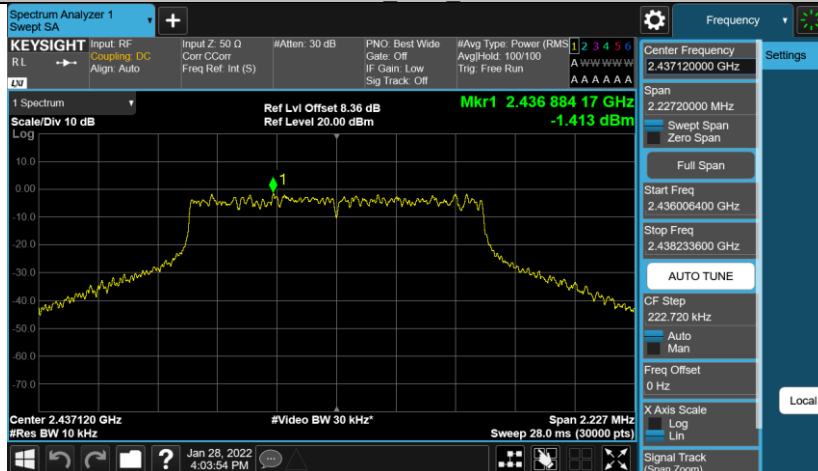 Spectrum Analyzer 1
Swept SA
Frequency
KEYSIGHT
R L
LXI
Input: RF
Coupling: DC
Align: Auto
Input Z: 50 Ω
Corr CCorr
Freq Ref: Int (S)
#Atten: 30 dB
PNO: Best Wide
Gate: Off
IF Gain: Low
Sig Track: Off
#Avg Type: Power (RMS
Avg|Hold: 100/100
Trig: Free Run
1 2 3 4 5 6
A W W W W W
A A A A A A
1 Spectrum
Scale/Div 10 dB
Log
Ref Lvl Offset 8.36 dB
Ref Level 20.00 dBm
Mkr1 2.436 884 17 GHz
-1.413 dBm
1
10.0
0.00
-10.0
-20.0
-30.0
-40.0
-50.0
-60.0
-70.0
Center 2.437120 GHz
#Res BW 10 kHz
#Video BW 30 kHz*
Span 2.227 MHz
Sweep 28.0 ms (30000 pts)
Jan 28, 2022
4:03:54 PM
Center Frequency
2.437120000 GHz
Settings
Span
2.22720000 MHz
Swept Span
Zero Span
Full Span
Start Freq
2.436006400 GHz
Stop Freq
2.438233600 GHz
AUTO TUNE
CF Step
222.720 kHz
Auto
Man
Freq Offset
0 Hz
Local
X Axis Scale
Log
Lin
Signal Track
(Span Zoom)